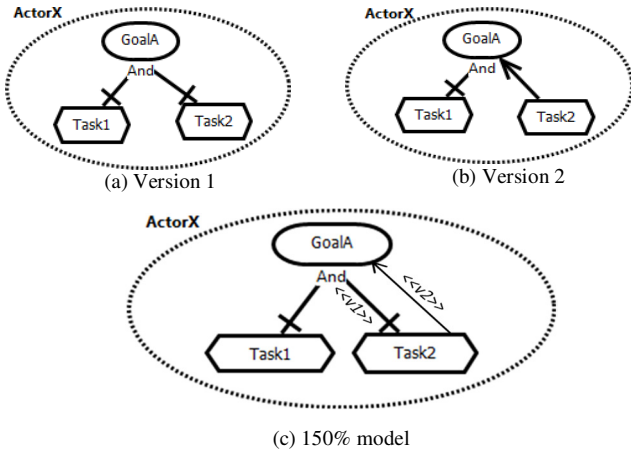 ActorX
GoalA
And
Task1
Task2
(a) Version 1
ActorX
GoalA
And
Task1
Task2
(b) Version 2
ActorX
GoalA
And
<<v1>>
<<v2>>
Task1
Task2
(c) 150% model